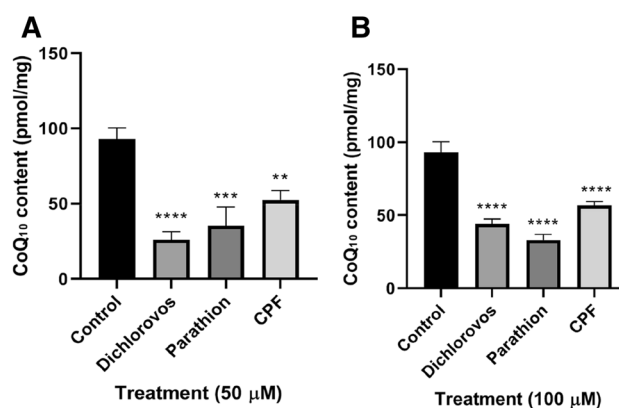 A
CoQ10 content (pmol/mg)
150
100
50
0
****
***
**
Control
Dichlorovos
Parathion
CPF
Treatment (50 μM)
B
CoQ10 content (pmol/mg)
150
100
50
0
****
****
****
Control
Dichlorovos
Parathion
CPF
Treatment (100 μM)